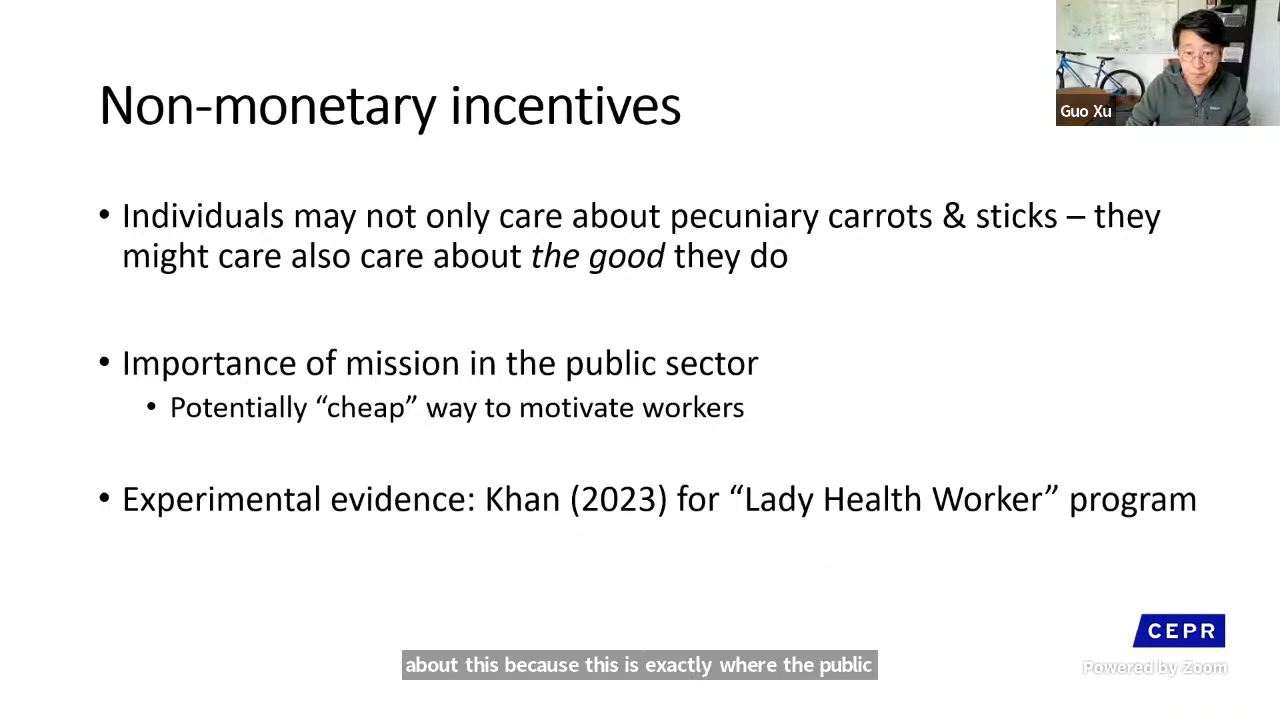 Non-monetary incentives
Guo Xu
• Individuals may not only care about pecuniary carrots & sticks – they
might care also care about the good they do
• Importance of mission in the public sector
• Potentially “cheap” way to motivate workers
• Experimental evidence: Khan (2023) for “Lady Health Worker” program
CEPR
about this because this is exactly where the public
Powered by Zoom